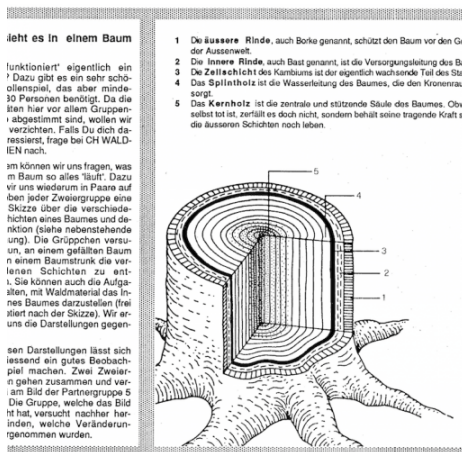 sieht es in einem Baum
funktioniert' eigentlich ein
? Dazu gibt es ein sehr schö-
ollenspiel, das aber minde-
30 Personen benötigt. Da die
äten hier vor allem Gruppen-
abgestimmt sind, wollen wir
verzichten. Falls Du dich da-
ressierst, frage bei CH WALD-
IEN nach.
em können wir uns fragen, was
m Baum so alles 'läuft'. Dazu
wir uns wiederum in Paare auf
ben jeder Zweiergruppe eine
Skizze über die verschiede-
hichten eines Baumes und de-
nktion (siehe nebenstehende
ung). Die Grüppchen versu-
un, an einem gefällten Baum
n einem Baumstrunk die ver-
lenen Schichten zu ent-
. Sie können auch die Aufga-
alten, mit Waldmaterial das In-
nes Baumes darzustellen (frei
otiert nach der Skizze). Wir er-
uns die Darstellungen gegen-
sen Darstellungen lässt sich
iessend ein gutes Beobach-
piel machen. Zwei Zweier-
n gehen zusammen und ver-
am Bild der Partnergruppe 5
Die Gruppe, welche das Bild
ht hat, versucht nachher her-
inden, welche Veränderun-
rgenommen wurden.
1 Die äussere Rinde, auch Borke genannt, schützt den Baum vor den Ge
der Aussenwelt.
2 Die Innere Rinde, auch Bast genannt, ist die Versorgungsleitung des Ba
3 Die Zellschicht des Kambiums ist der eigentlich wachsende Teil des Sta
4 Das Splintholz ist die Wasserleitung des Baumes, die den Kronenrau
sorgt.
5 Das Kernholz ist die zentrale und stützende Säule des Baumes. Obw
selbst tot ist, zerfällt es doch nicht, sondern behält seine tragende Kraft s
die äusseren Schichten noch leben.
5
4
3
2
1